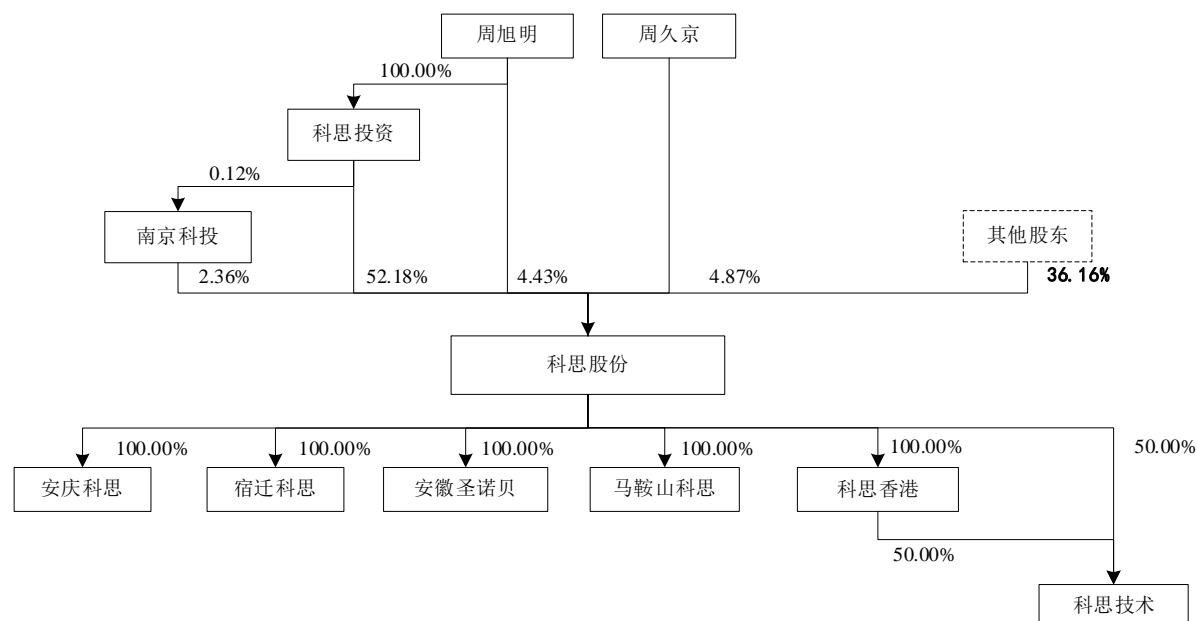 周旭明
周久京
100.00%
科思投资
0.12%
南京科投
其他股东
2.36%
52.18%
4.43%
4.87%
36.16%
科思股份
100.00%
100.00%
100.00%
100.00%
100.00%
50.00%
安庆科思
宿迁科思
安徽圣诺贝
马鞍山科思
科思香港
50.00%
科思技术